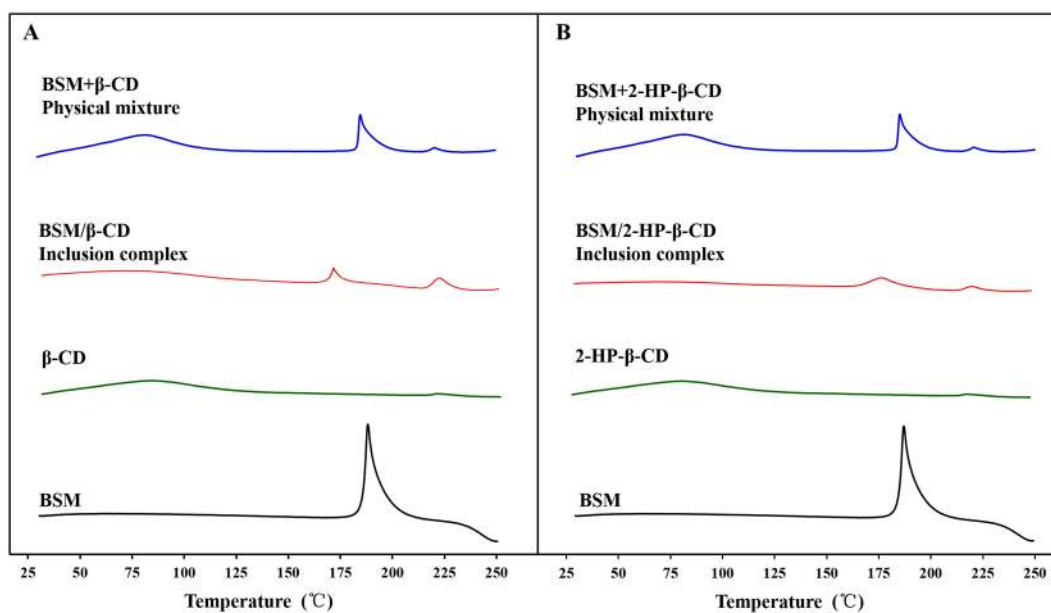 A
BSM+β-CD
Physical mixture
BSM/β-CD
Inclusion complex
β-CD
BSM
25 50 75 100 125 150 175 200 225 250
Temperature (℃)
B
BSM+2-HP-β-CD
Physical mixture
BSM/2-HP-β-CD
Inclusion complex
2-HP-β-CD
BSM
25 50 75 100 125 150 175 200 225 250
Temperature (℃)